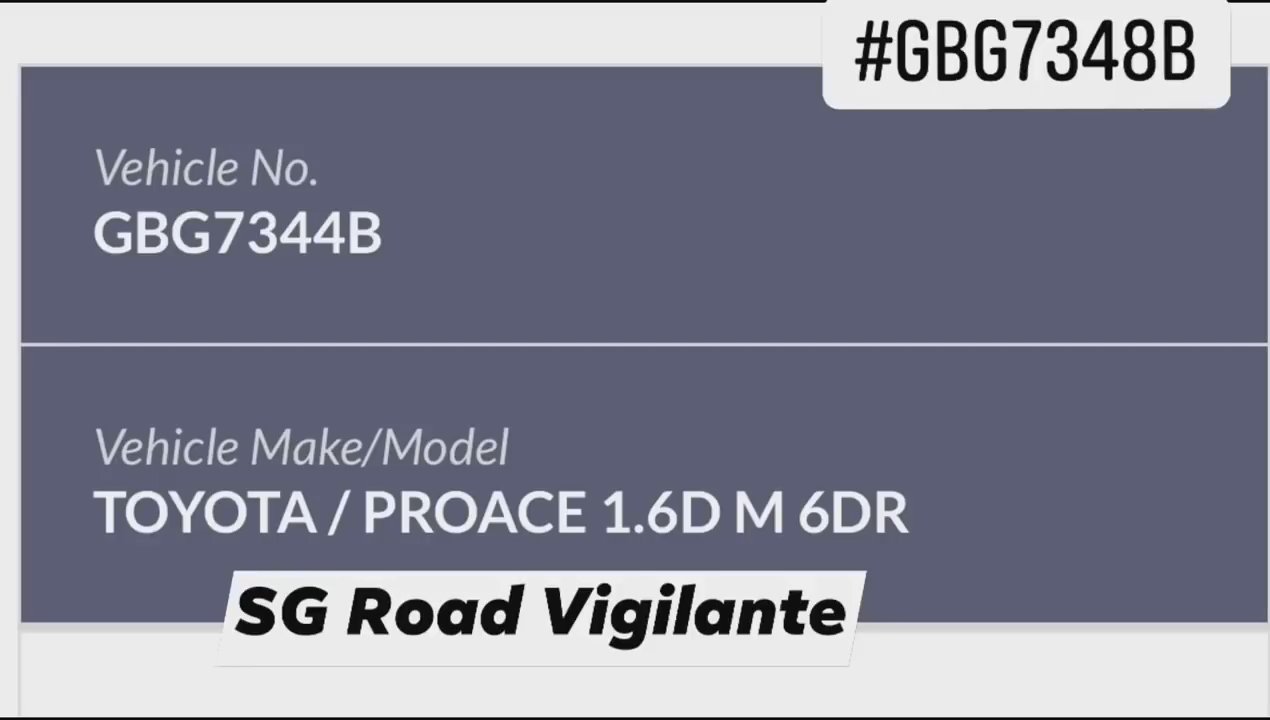 #GBG7348B
Vehicle No.
GBG7344B
Vehicle Make/Model
TOYOTA / PROACE 1.6D M 6DR
SG Road Vigilante